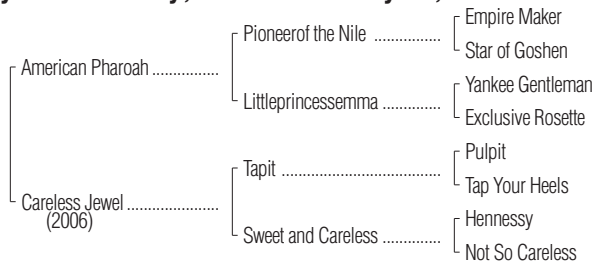 Empire Maker
Pioneerof the Nile ................
Star of Goshen
American Pharoah ................
Yankee Gentleman
Littleprincessemma ..............
Exclusive Rosette
Pulpit
Tapit ......................................
Tap Your Heels
Careless Jewel ......................
(2006)
Hennessy
Sweet and Careless ..............
Not So Careless